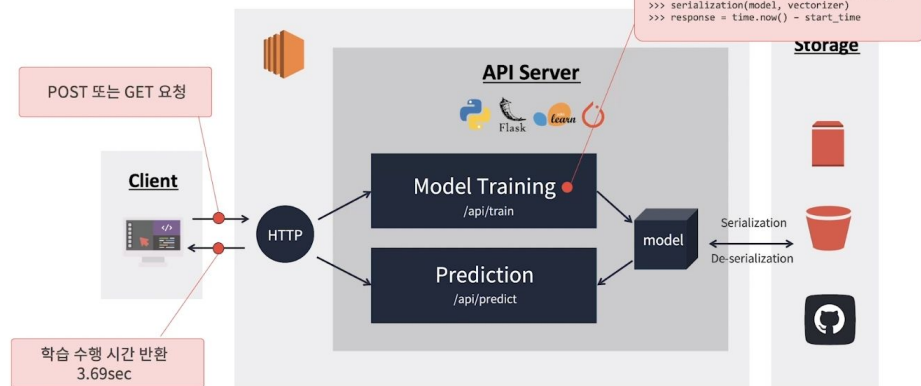 >>> serialization(model, vectorizer)
>>> response = time.now() – start_time
Storage
API Server
POST 또는 GET 요청
Flask
learn
Client
Model Training
/api/train
HTTP
model
Serialization
De-serialization
Prediction
/api/predict
학습 수행 시간 반환
3.69sec